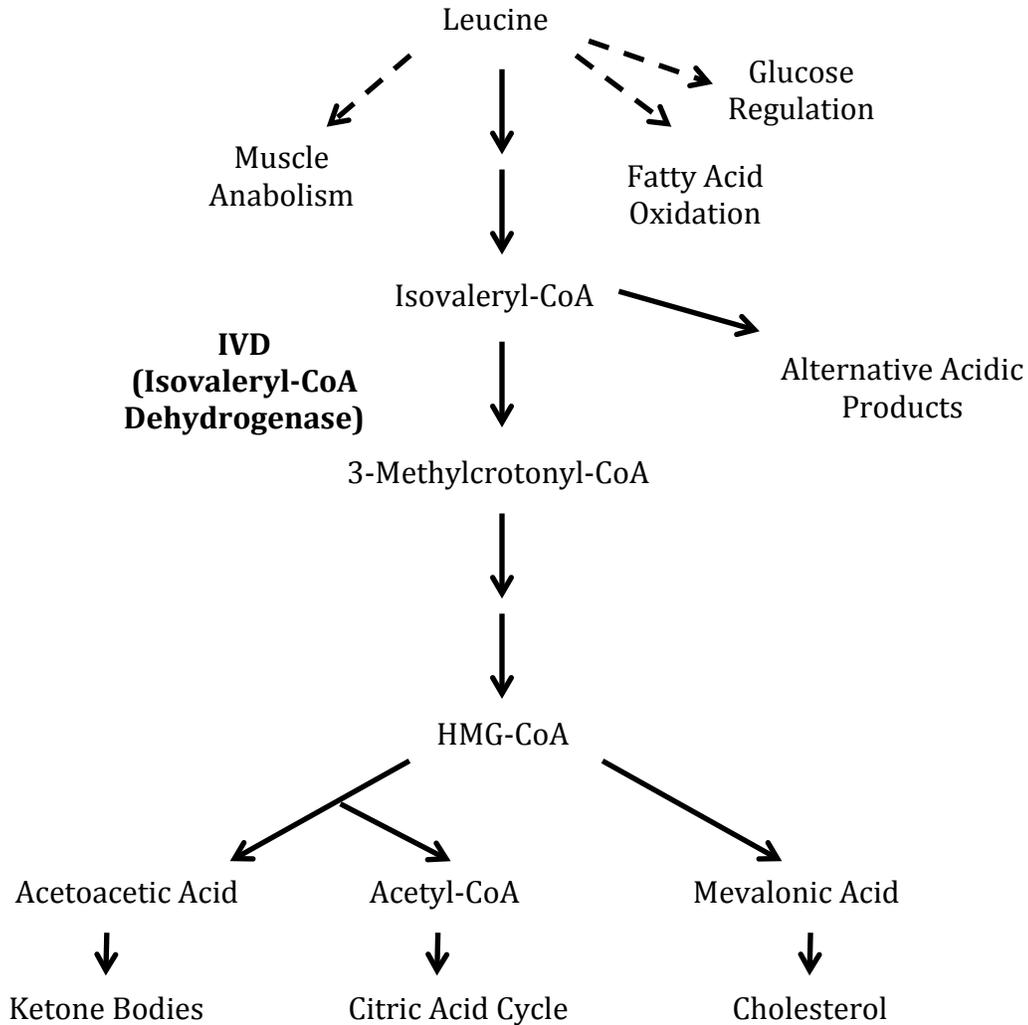 Leucine
Glucose
Regulation
Muscle
Anabolism
Fatty Acid
Oxidation
Isovaleryl-CoA
IVD
(Isovaleryl-CoA
Dehydrogenase)
Alternative Acidic
Products
3-Methylcrotonyl-CoA
HMG-CoA
Acetoacetic Acid
Acetyl-CoA
Mevalonic Acid
Ketone Bodies
Citric Acid Cycle
Cholesterol